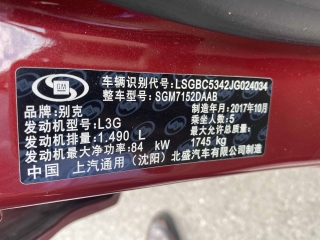 GM
车辆识别代号: LSGBC5342JG024034
整车型号: SGM7152DAAB
品牌: 别克 制造年月: 2017年10月
发动机型号: L3G 乘坐人数: 5
发动机排量: 1.490 L 最大允许总质量:
发动机最大净功率: 84 kW 1745 kg
中国 上汽通用(沈阳)北盛汽车有限公司制造